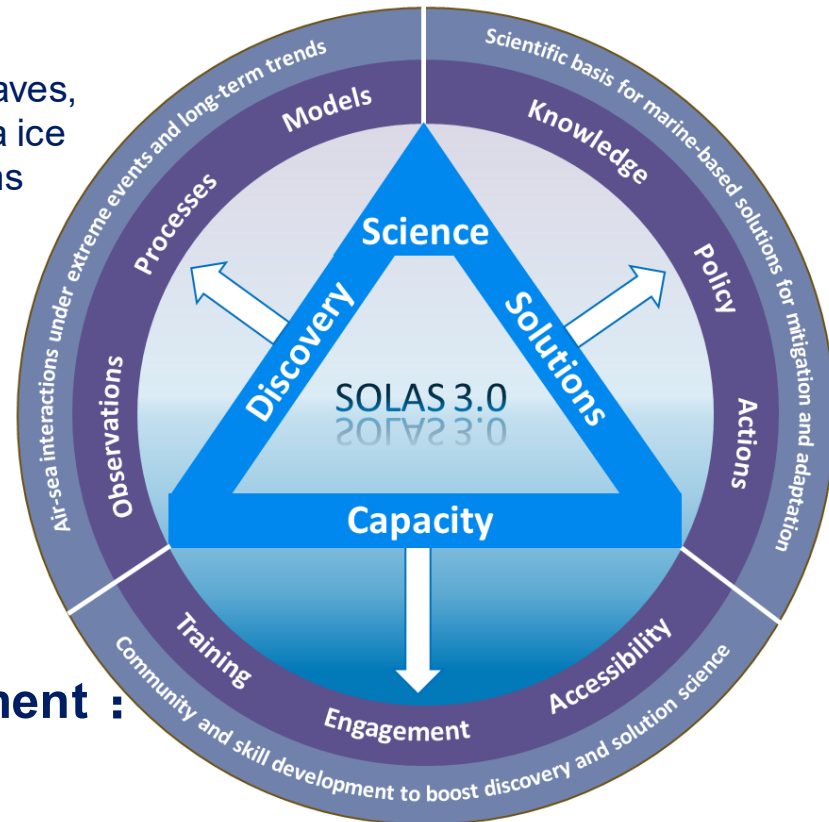 aves,
a ice
ns
Air-sea interactions under extreme events and long-term trends
Scientific basis for marine-based solutions for mitigation and adaptation
Community and skill development to boost discovery and solution science
Observations
Processes
Models
Knowledge
Policy
Actions
Training
Engagement
Accessibility
Science
Discovery
Solutions
SOLAS 3.0
Capacity
ment :